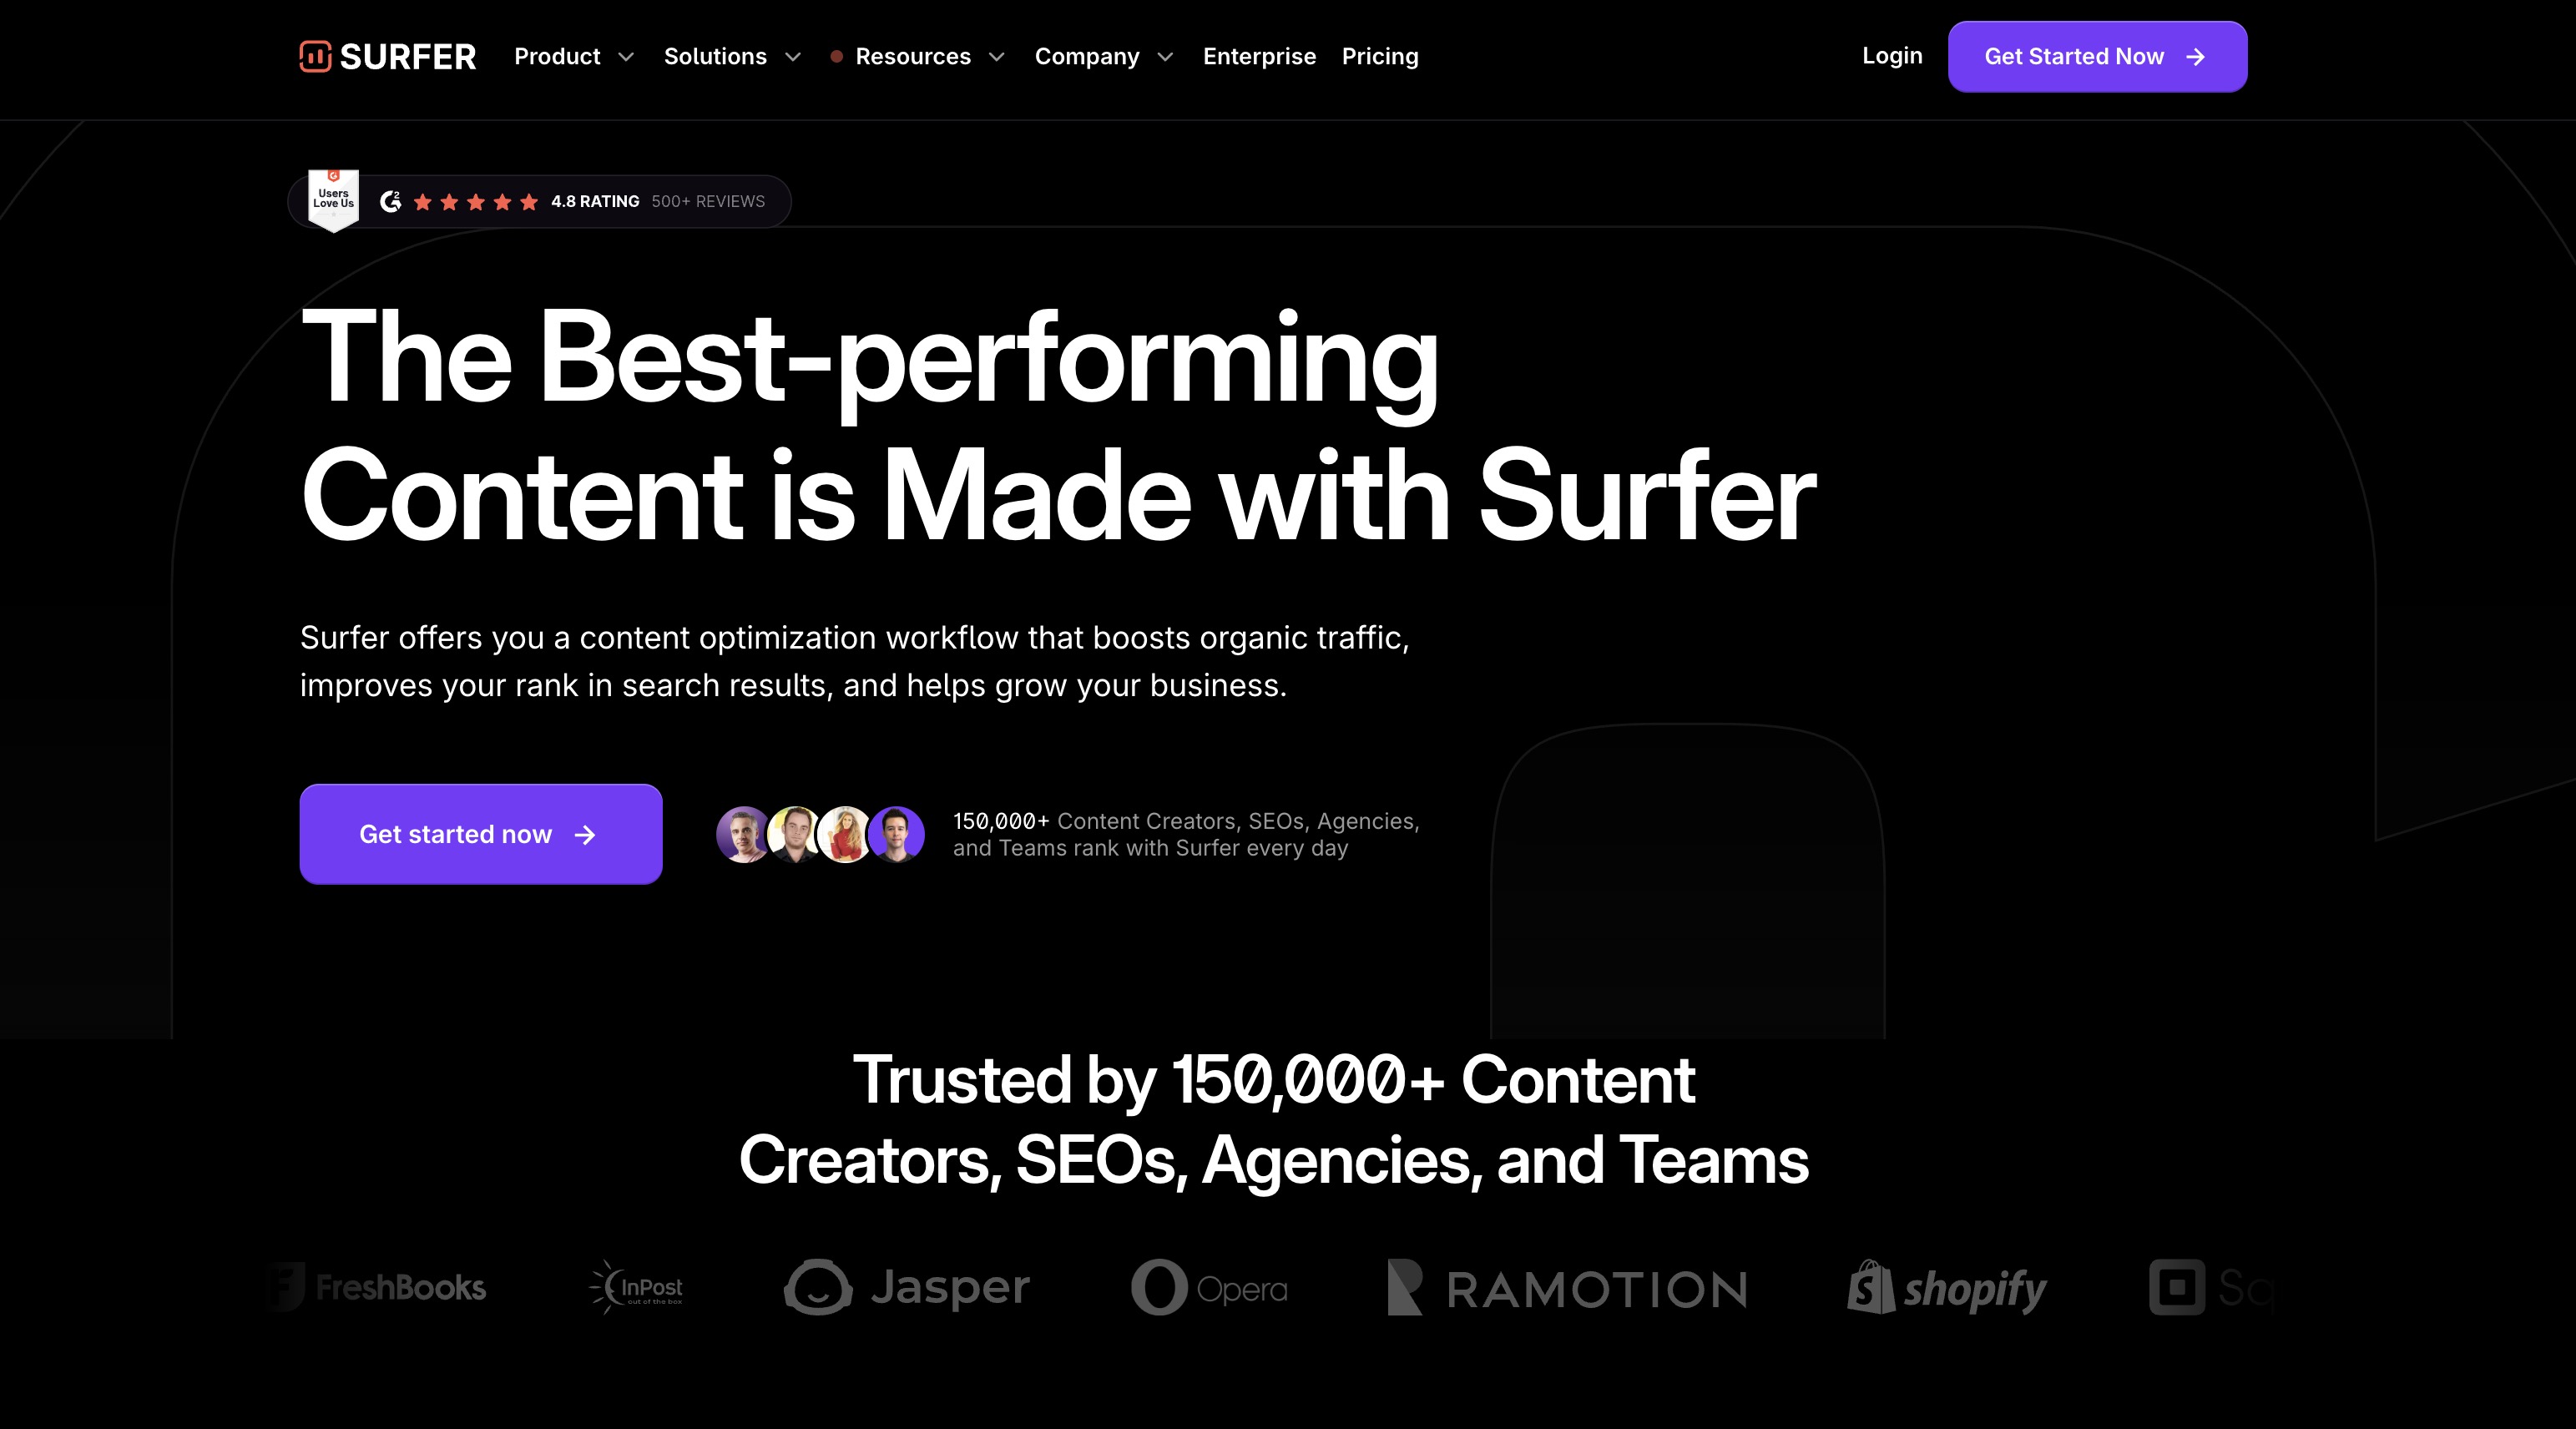 SURFER
Product
Solutions
Resources
Company
Enterprise
Pricing
Login
Get Started Now
Users
Love Us
G2
4.8 RATING 500+ REVIEWS
The Best-performing
Content is Made with Surfer
Surfer offers you a content optimization workflow that boosts organic traffic,
improves your rank in search results, and helps grow your business.
Get started now
150,000+ Content Creators, SEOs, Agencies,
and Teams rank with Surfer every day
Trusted by 150,000+ Content
Creators, SEOs, Agencies, and Teams
FreshBooks
InPost
out of the box
Jasper
Opera
RAMOTION
shopify
Sq